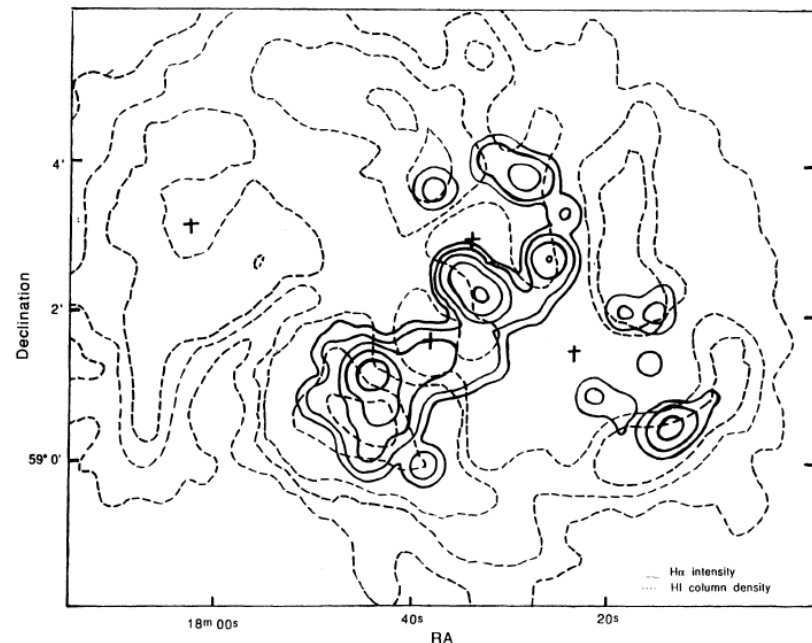 4'
2'
59° 0'
Declination
Hα intensity
HI column density
18ᵐ 00ˢ
40ˢ
20ˢ
RA